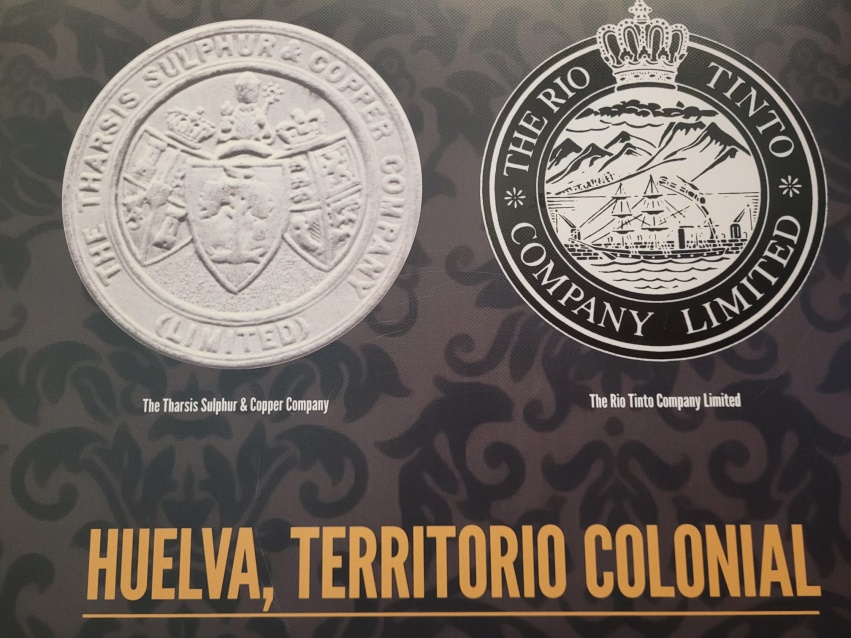 THE THARSIS SULPHUR & COPPER COMPANY
(LIMITED)
THE RIO TINTO
COMPANY LIMITED
The Tharsis Sulphur & Copper Company
The Rio Tinto Company Limited
HUELVA, TERRITORIO COLONIAL